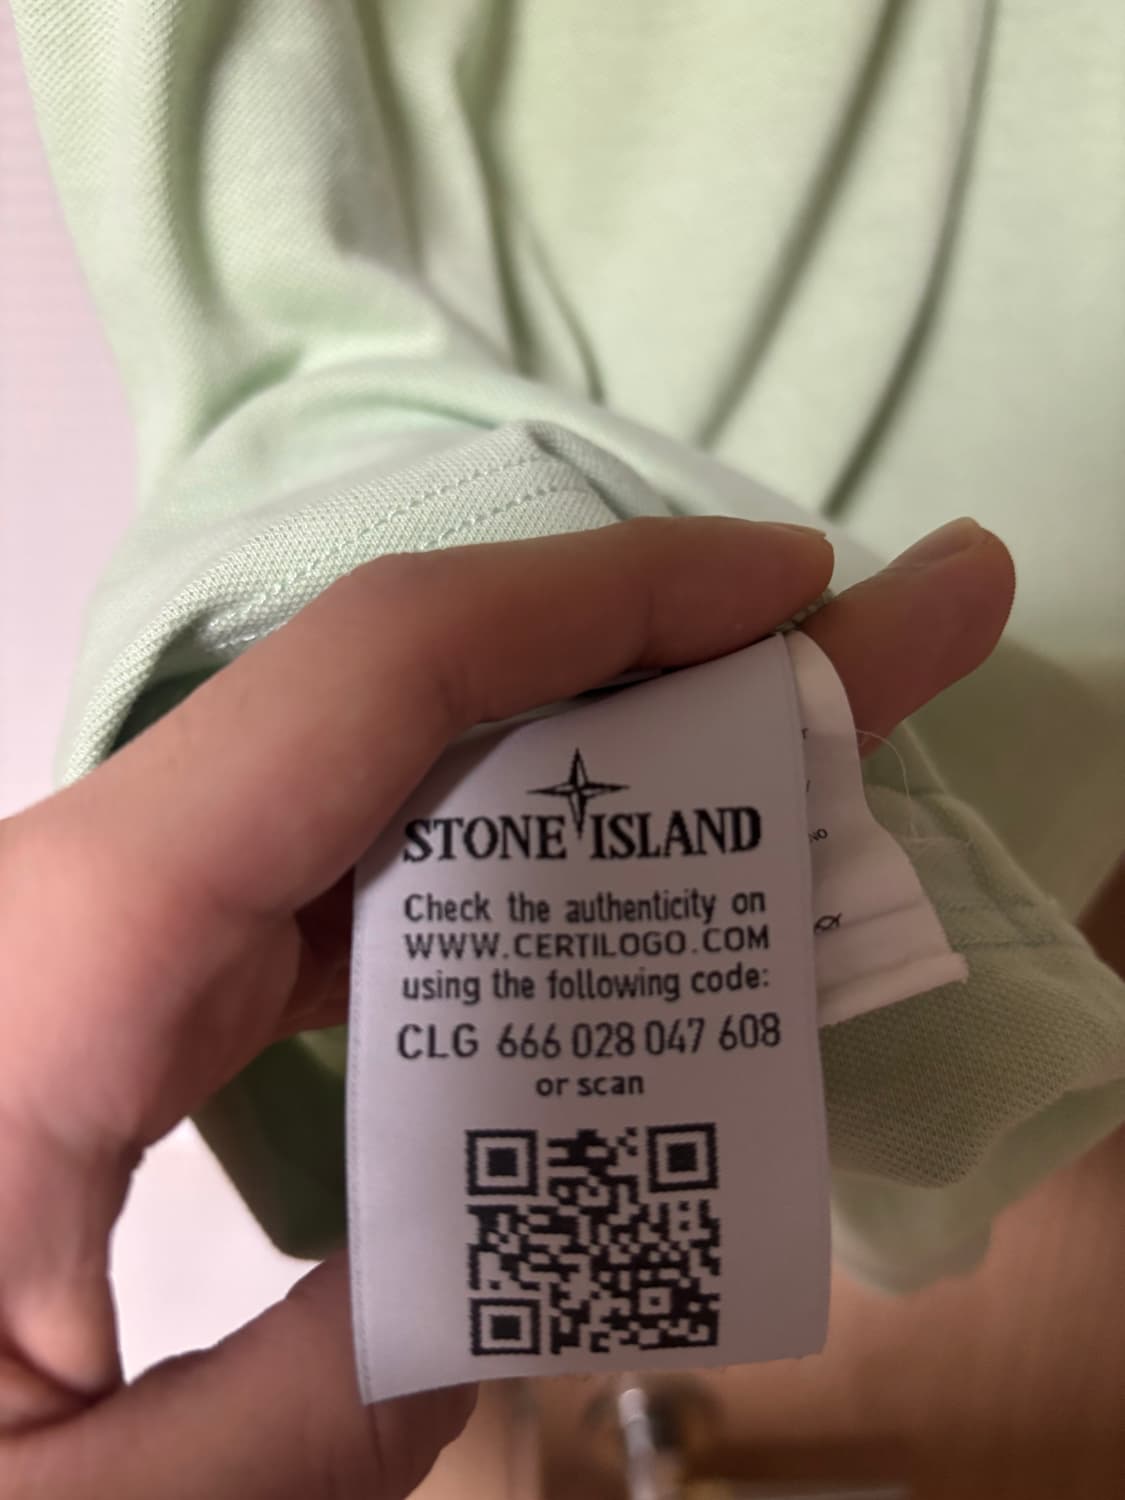 STONE ISLAND
Check the authenticity on
WWW.CERTILOGO.COM
using the following code:
CLG 666 028 047 608
or scan
NO